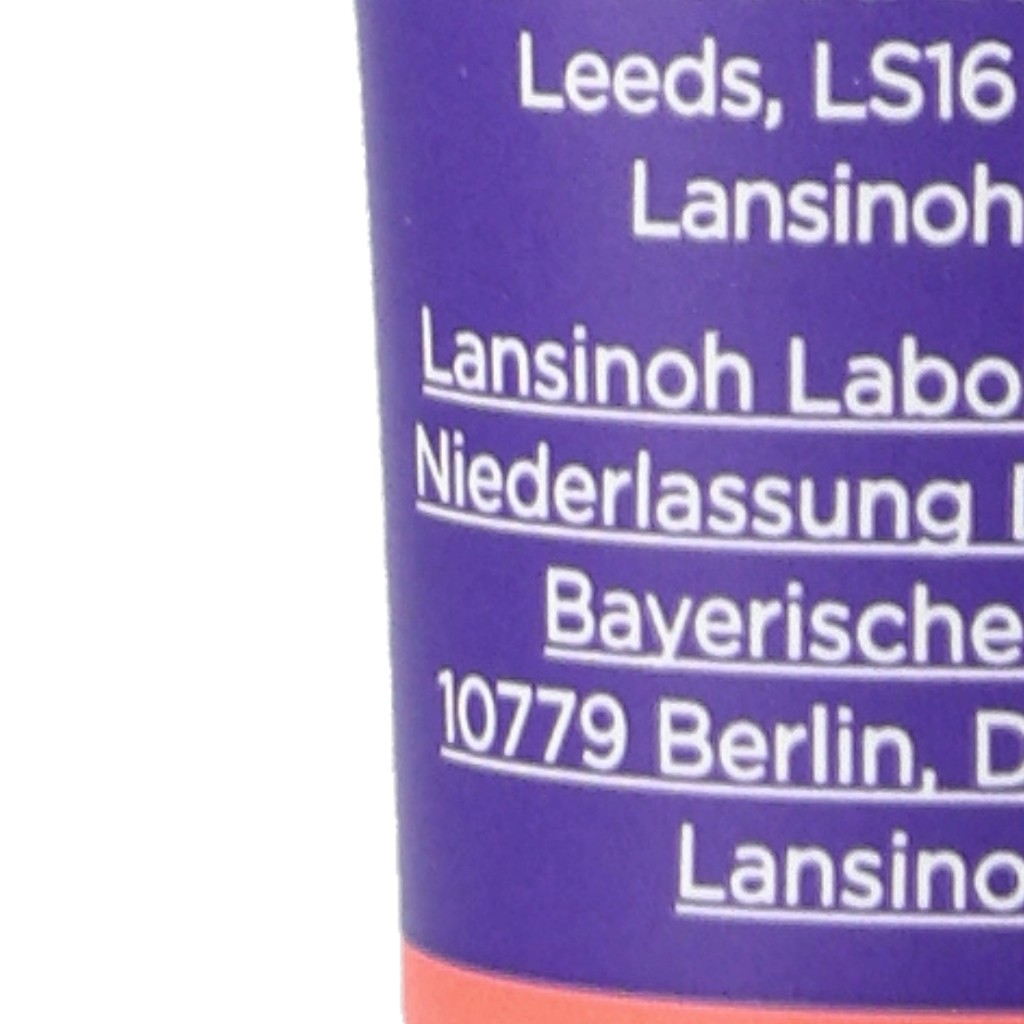 Leeds, LS16
Lansinoh
Lansinoh Labo
Niederlassung
Bayerische
10779 Berlin, D
Lansino